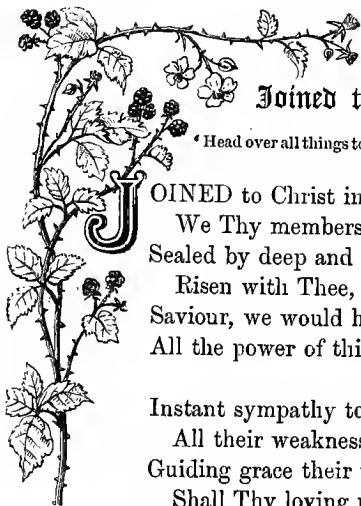 Joined t
‘Head over all things to
JOINED to Christ in
We Thy members
Sealed by deep and
Risen with Thee,
Saviour, we would h
All the power of thi
Instant sympathy to
All their weakness
Guiding grace their
Shall Thy loving